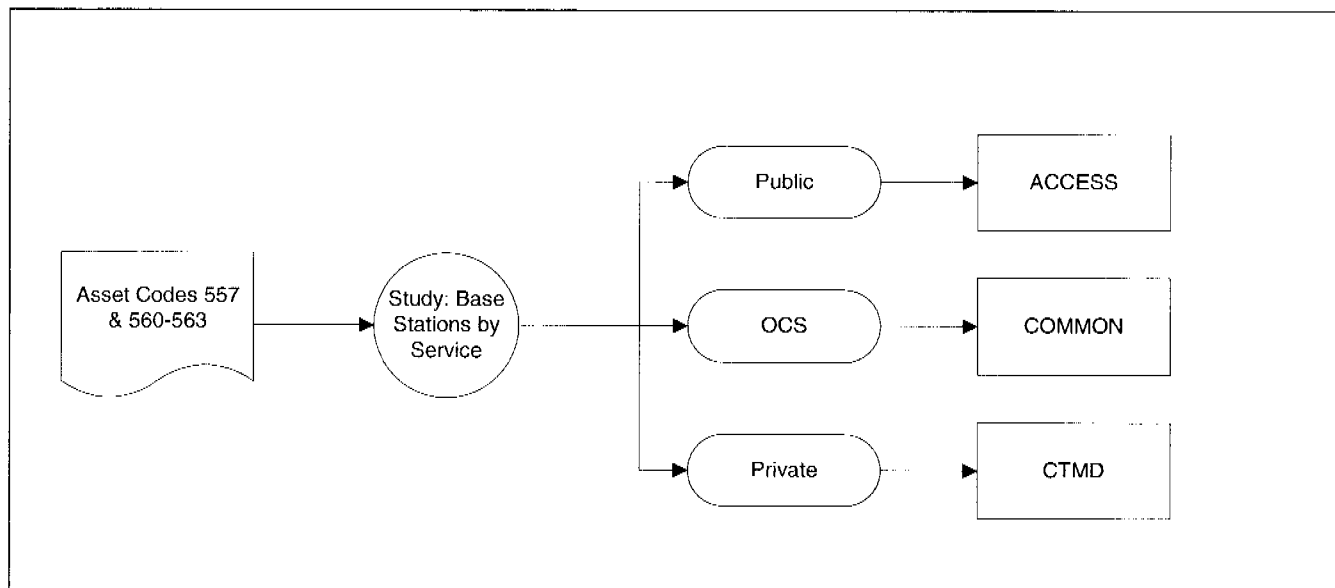 Asset Codes 557
& 560-563
Study: Base
Stations by
Service
Public
ACCESS
OCS
COMMON
Private
CTMD